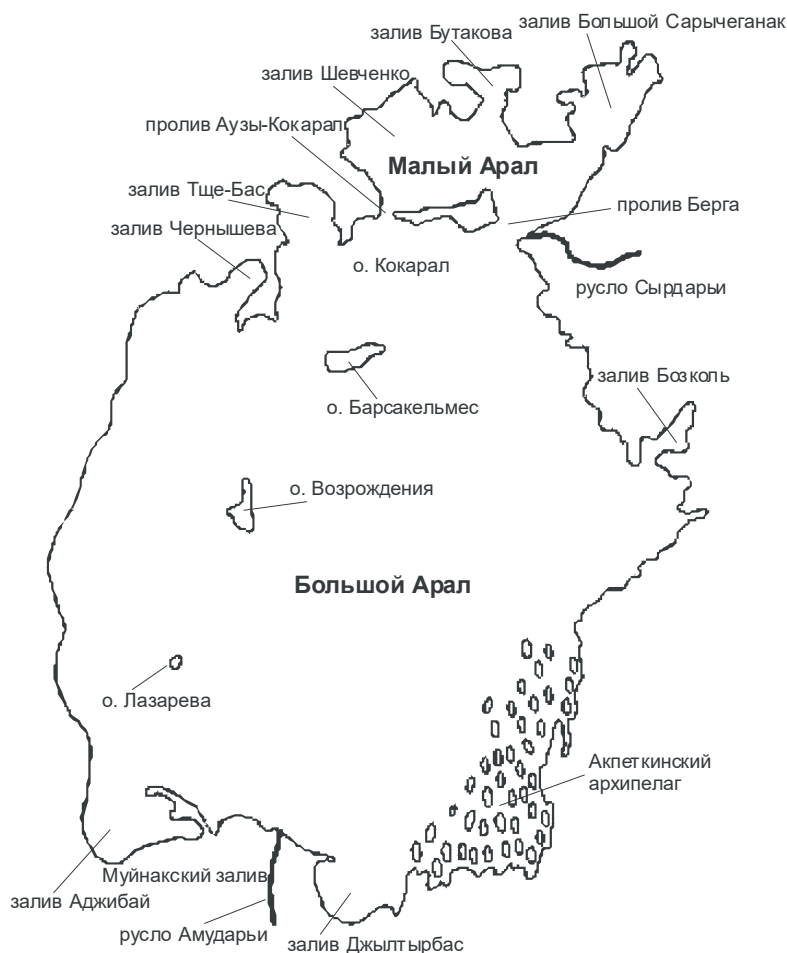 залив Большой Сарычеганак
залив Бутакова
залив Шевченко
пролив Аузы-Кокарал
Малый Арал
залив Тще-Бас
пролив Берга
залив Чернышева
о. Кокарал
русло Сырдарьи
залив Бозколь
о. Барсакельмес
о. Возрождения
Большой Арал
о. Лазарева
Акпеткинский
архипелаг
Муйнакский залив
залив Аджибай
русло Амударьи
залив Джылтырбас